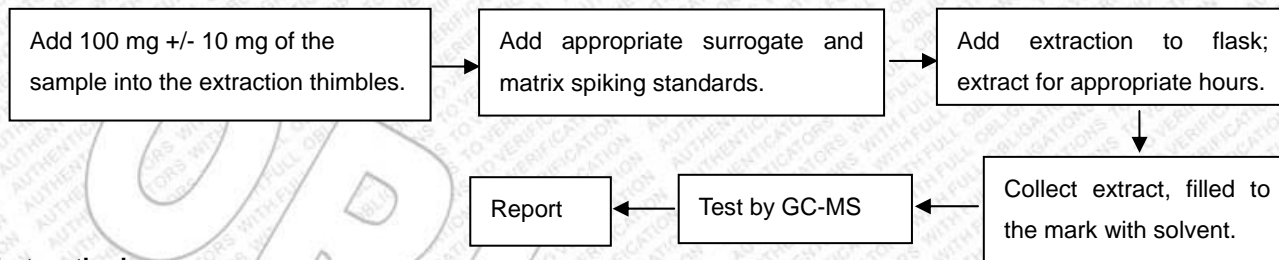 Add 100 mg +/- 10 mg of the
sample into the extraction thimbles.
Add appropriate surrogate and
matrix spiking standards.
Add extraction to flask;
extract for appropriate hours.
Collect extract, filled to
the mark with solvent.
Test by GC-MS
Report